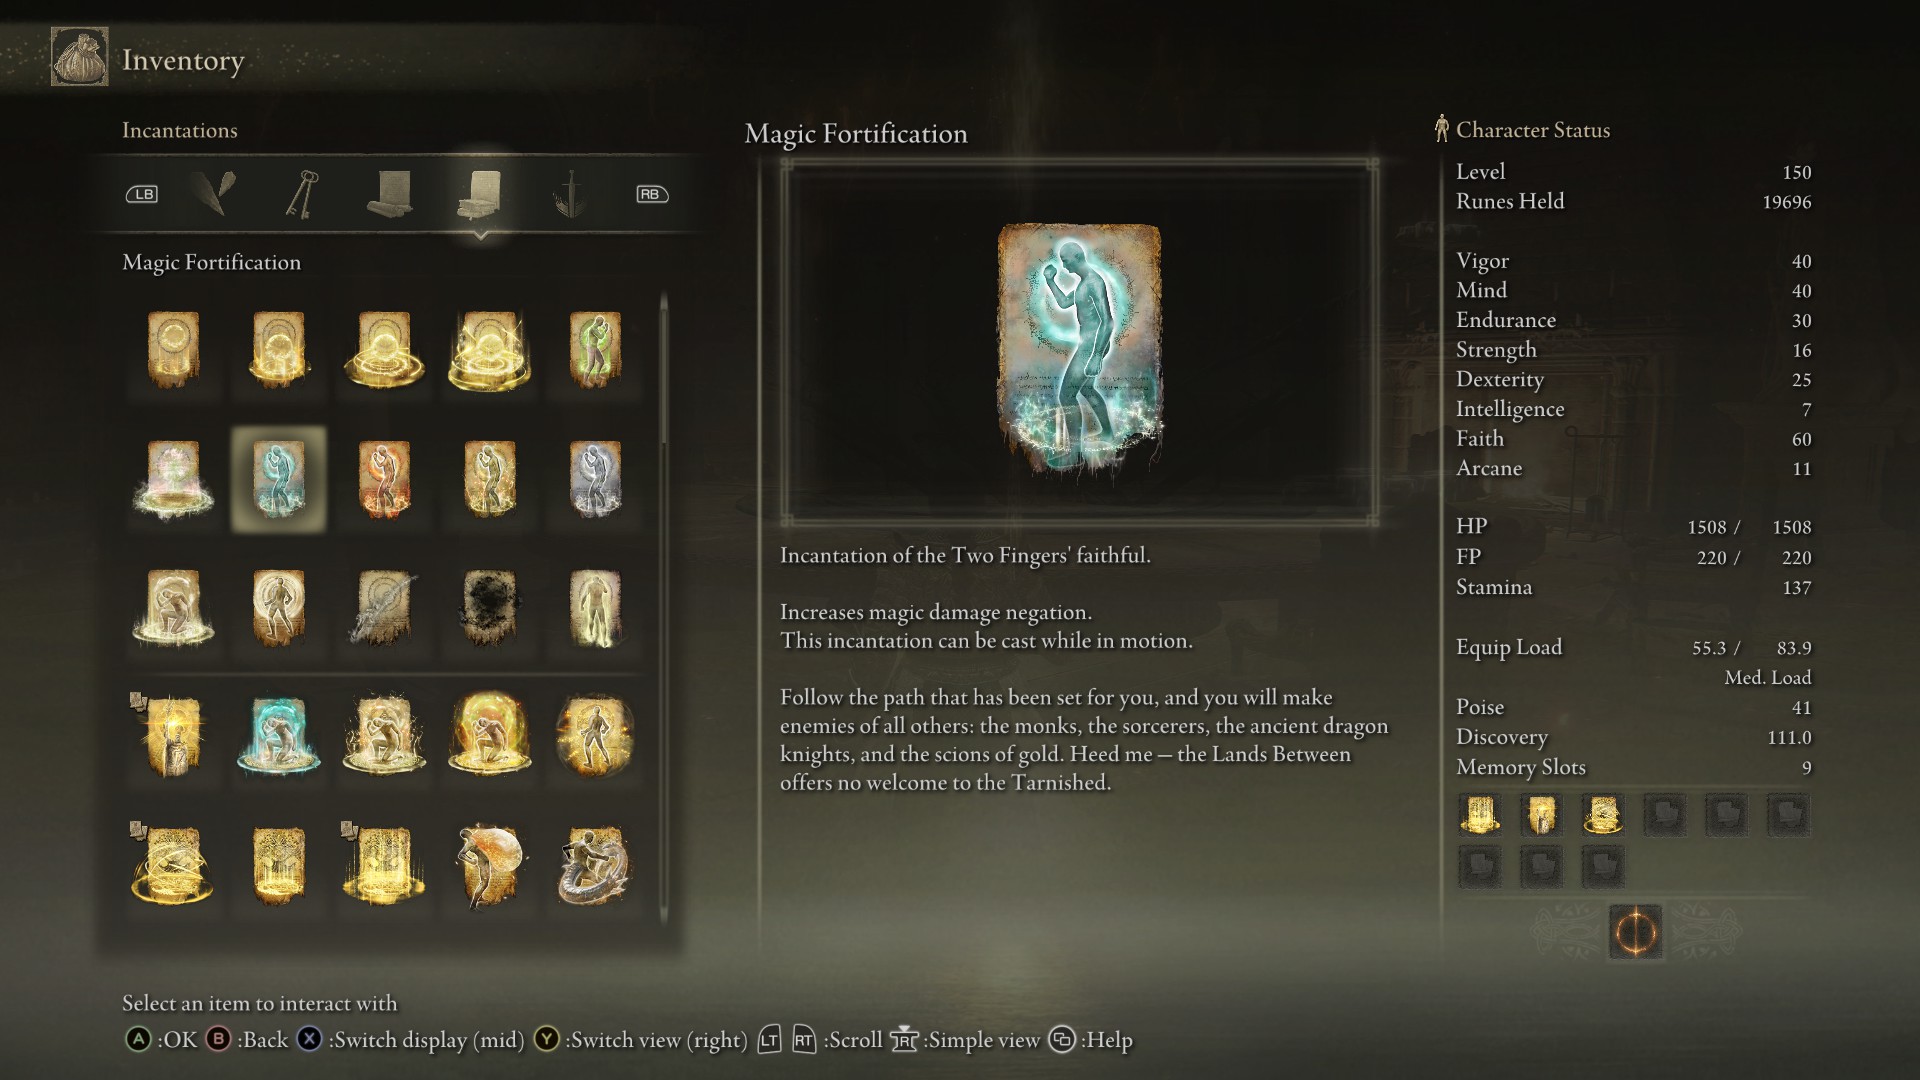 Inventory
Incantations
LB
RB
Magic Fortification
Magic Fortification
Incantation of the Two Fingers' faithful.
Increases magic damage negation.
This incantation can be cast while in motion.
Follow the path that has been set for you, and you will make
enemies of all others: the monks, the sorcerers, the ancient dragon
knights, and the scions of gold. Heed me – the Lands Between
offers no welcome to the Tarnished.
Character Status
Level 150
Runes Held 19696
Vigor 40
Mind 40
Endurance 30
Strength 16
Dexterity 25
Intelligence 7
Faith 60
Arcane 11
HP 1508 / 1508
FP 220 / 220
Stamina 137
Equip Load 55.3 / 83.9
Med. Load
Poise 41
Discovery 111.0
Memory Slots 9
Select an item to interact with
A :OK B :Back X :Switch display (mid) Y :Switch view (right) LT RT :Scroll R :Simple view :Help